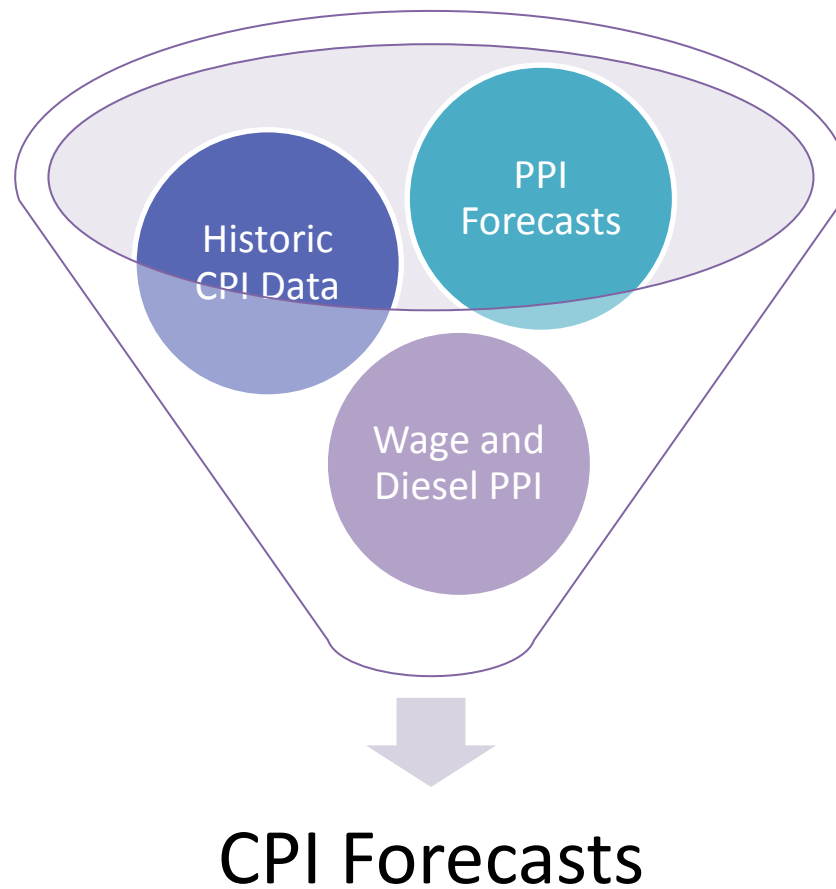 PPI
Forecasts
Historic
CPI Data
Wage and
Diesel PPI
CPI Forecasts